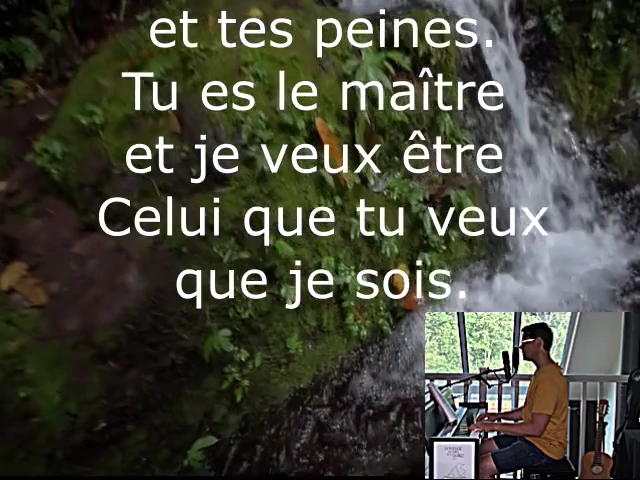 et tes peines.
Tu es le maître
et je veux être
Celui que tu veux
que je sois.